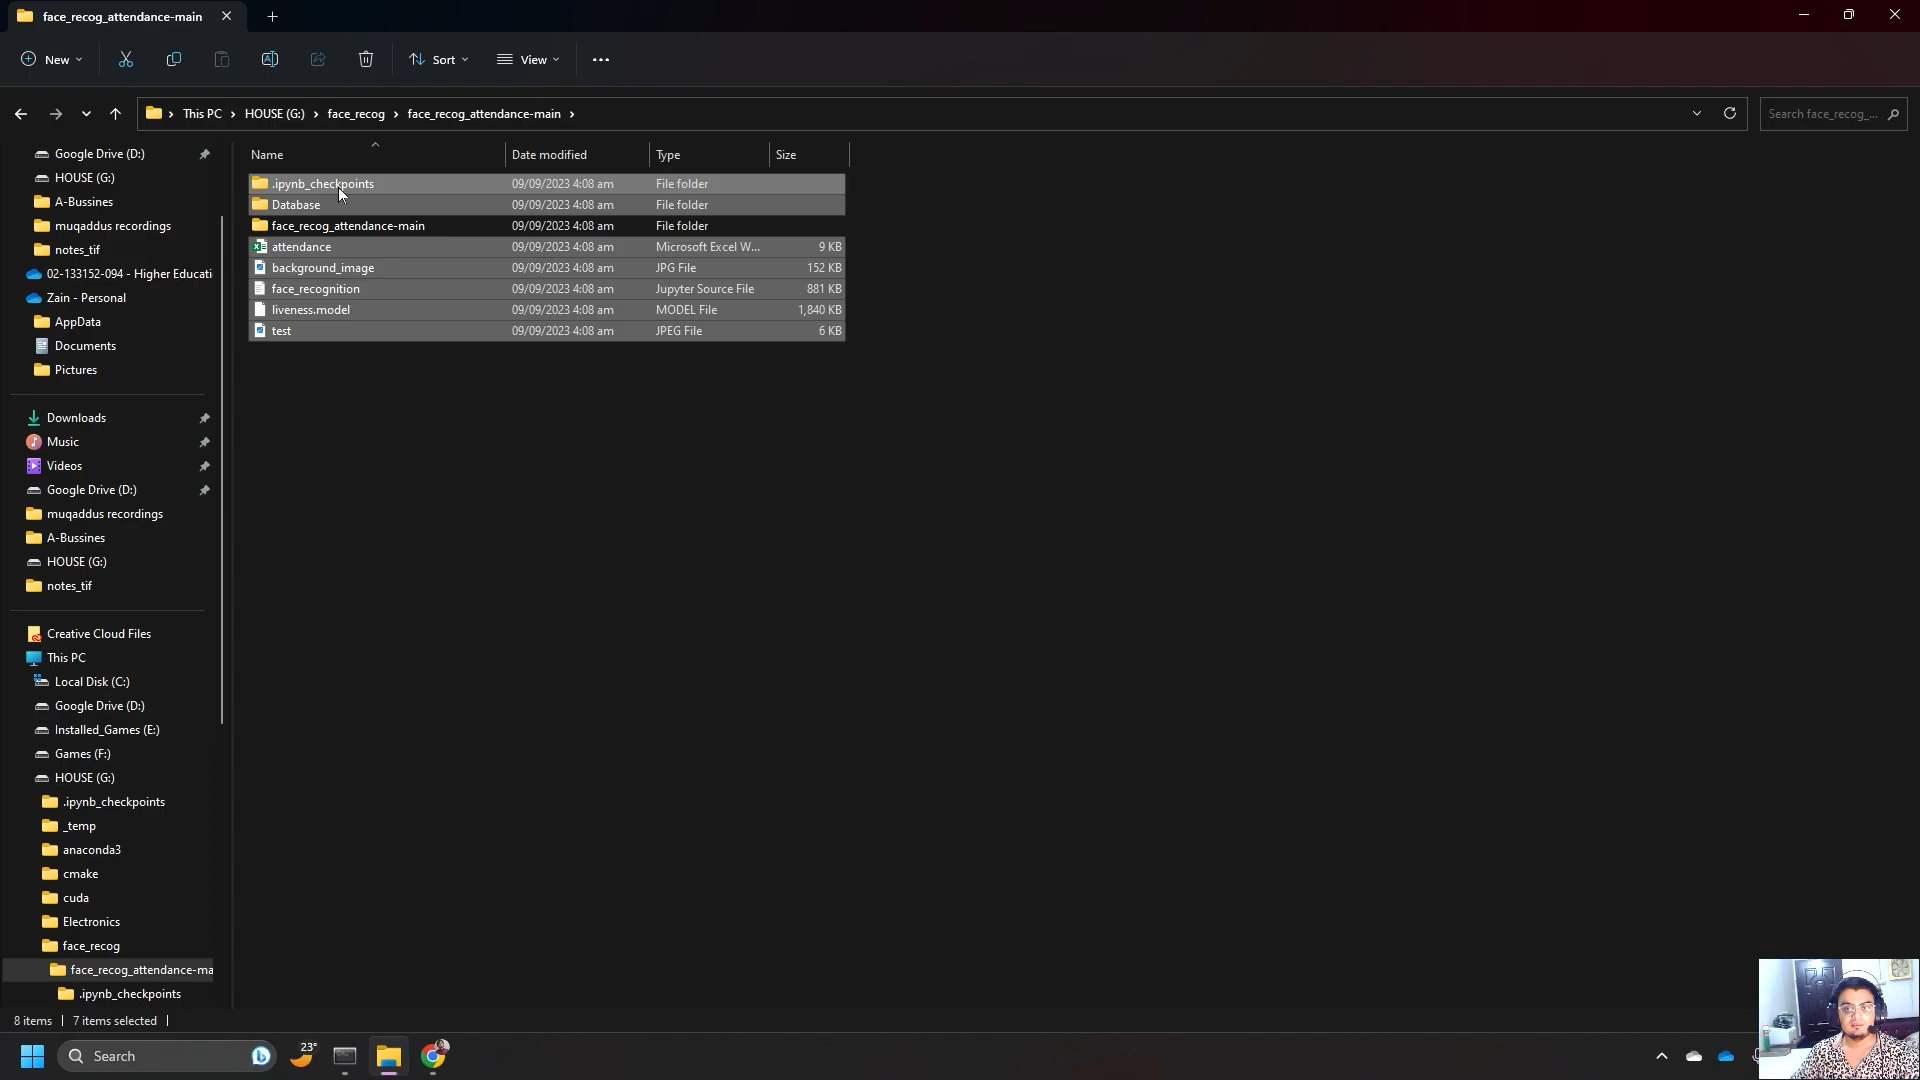 face_recog_attendance-main
New
Sort
View
This PC
HOUSE (G:)
face_recog
face_recog_attendance-main
Search face_recog_...
Google Drive (D:)
HOUSE (G:)
A-Bussines
muqaddus recordings
notes_tif
02-133152-094 - Higher Educati
Zain - Personal
AppData
Documents
Pictures
Downloads
Music
Videos
Google Drive (D:)
muqaddus recordings
A-Bussines
HOUSE (G:)
notes_tif
Creative Cloud Files
This PC
Local Disk (C:)
Google Drive (D:)
Installed_Games (E:)
Games (F:)
HOUSE (G:)
.ipynb_checkpoints
_temp
anaconda3
cmake
cuda
Electronics
face_recog
face_recog_attendance-ma
.ipynb_checkpoints
Name Date modified Type Size
.ipynb_checkpoints 09/09/2023 4:08 am File folder
Database 09/09/2023 4:08 am File folder
face_recog_attendance-main 09/09/2023 4:08 am File folder
attendance 09/09/2023 4:08 am Microsoft Excel W... 9 KB
background_image 09/09/2023 4:08 am JPG File 152 KB
face_recognition 09/09/2023 4:08 am Jupyter Source File 881 KB
liveness.model 09/09/2023 4:08 am MODEL File 1,840 KB
test 09/09/2023 4:08 am JPEG File 6 KB
8 items 7 items selected
Search
23°